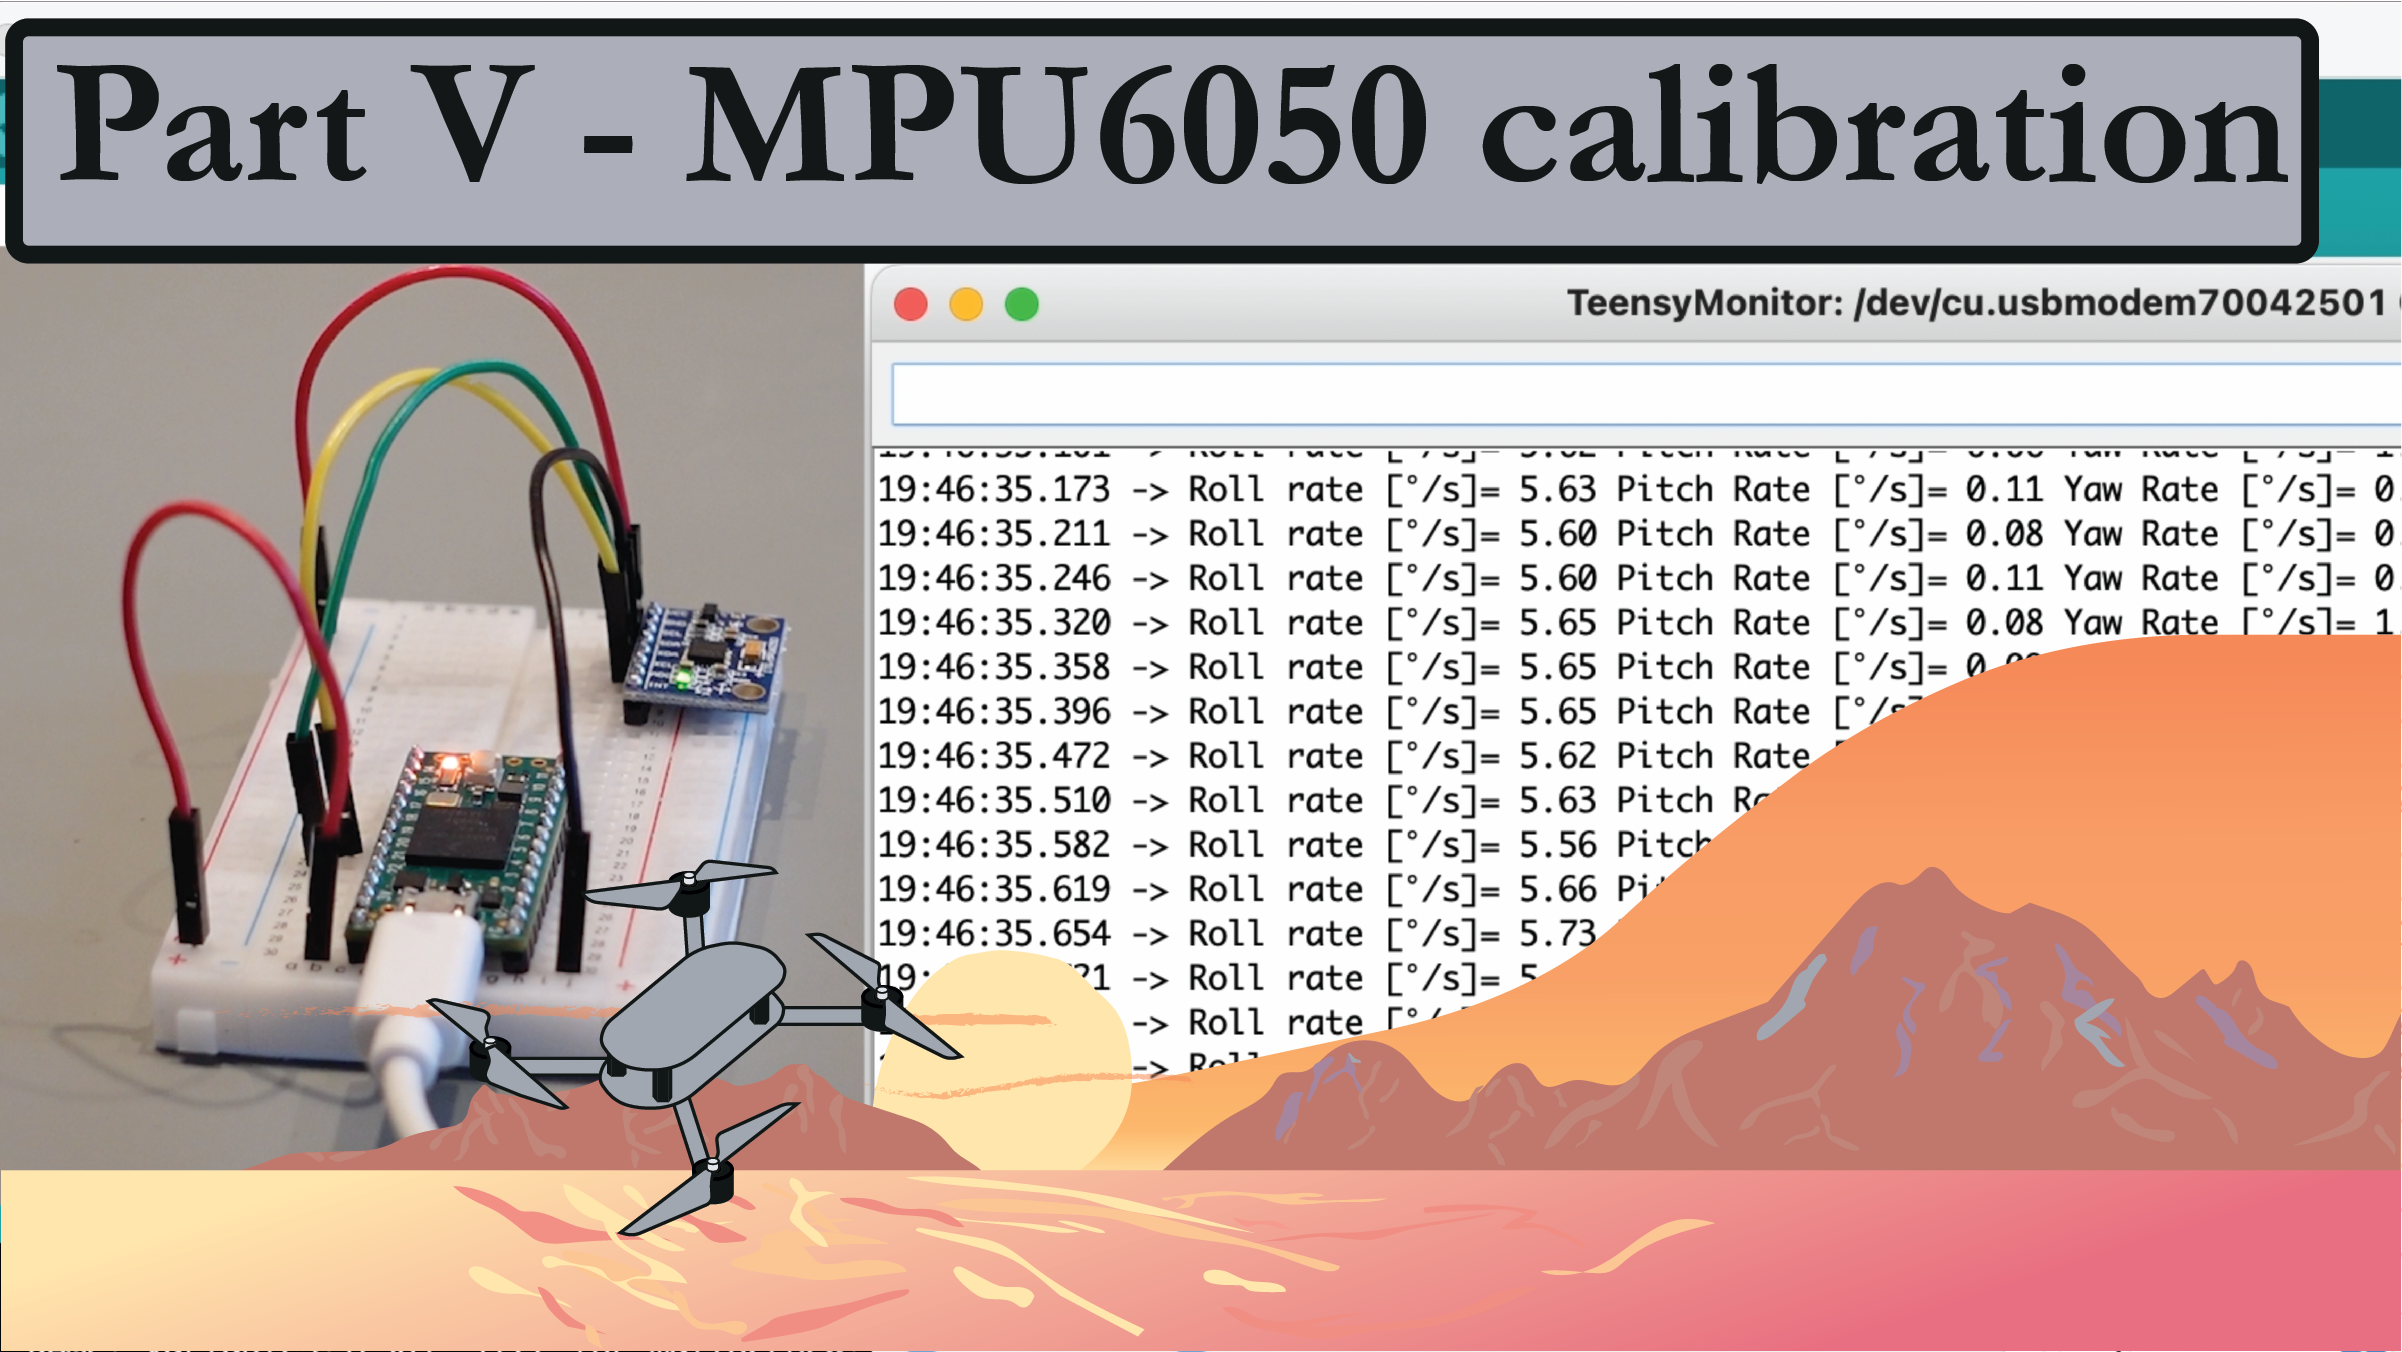 Part V - MPU6050 calibration
TeensyMonitor: /dev/cu.usbmodem70042501
19:46:35.173 -> Roll rate [°/s]= 5.63 Pitch Rate [°/s]= 0.11 Yaw Rate [°/s]= 0
19:46:35.211 -> Roll rate [°/s]= 5.60 Pitch Rate [°/s]= 0.08 Yaw Rate [°/s]= 0
19:46:35.246 -> Roll rate [°/s]= 5.60 Pitch Rate [°/s]= 0.11 Yaw Rate [°/s]= 0
19:46:35.320 -> Roll rate [°/s]= 5.65 Pitch Rate [°/s]= 0.08 Yaw Rate [°/s]= 1.
19:46:35.358 -> Roll rate [°/s]= 5.65 Pitch Rate [°/s]=
19:46:35.396 -> Roll rate [°/s]= 5.65 Pitch Rate
19:46:35.472 -> Roll rate [°/s]= 5.62 Pitch Rate
19:46:35.510 -> Roll rate [°/s]= 5.63 Pitch
19:46:35.582 -> Roll rate [°/s]= 5.56 Pitch
19:46:35.619 -> Roll rate [°/s]= 5.66
19:46:35.654 -> Roll rate [°/s]= 5.73
-> Roll rate [°/s]=
-> Roll rate
->